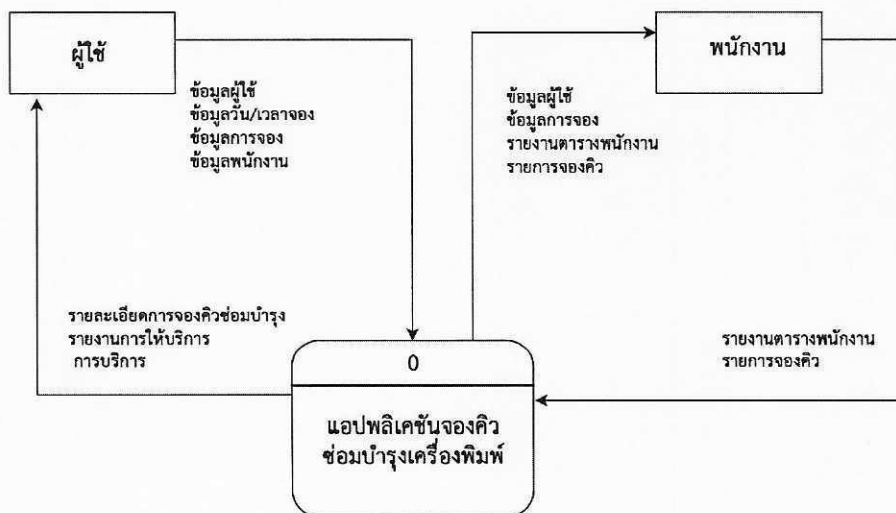 ผู้ใช้
พนักงาน
ข้อมูลผู้ใช้
ข้อมูลวัน/เวลาจอง
ข้อมูลการจอง
ข้อมูลพนักงาน
ข้อมูลผู้ใช้
ข้อมูลการจอง
รายงานตารางพนักงาน
รายการจองคิว
รายละเอียดการจองคิวซ่อมบำรุง
รายงานการให้บริการ
การบริการ
รายงานตารางพนักงาน
รายการจองคิว
0
แอปพลิเคชันจองคิว
ซ่อมบำรุงเครื่องพิมพ์